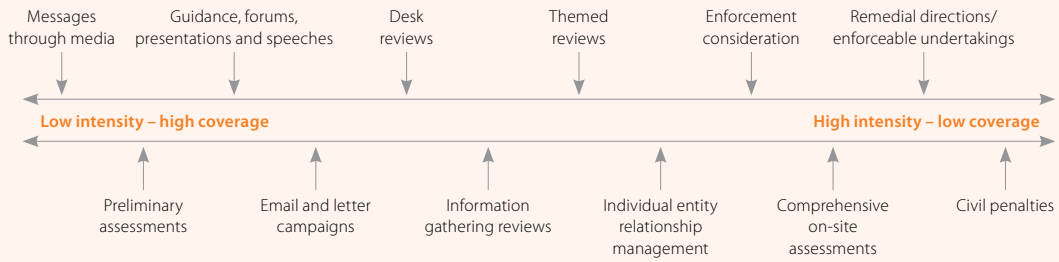 Messages
through media
Guidance, forums,
presentations and speeches
Desk
reviews
Themed
reviews
Enforcement
consideration
Remedial directions/
enforceable undertakings
Low intensity – high coverage
High intensity – low coverage
Preliminary
assessments
Email and letter
campaigns
Information
gathering reviews
Individual entity
relationship
management
Comprehensive
on-site
assessments
Civil penalties